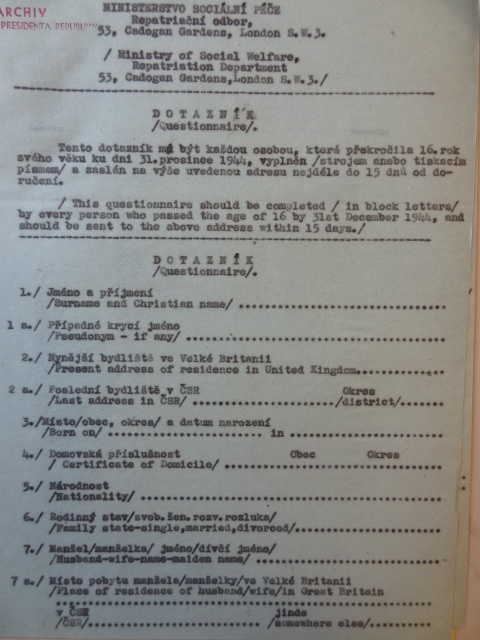 ARCHIV
PRESIDENTA REPUBLIKY
MINISTERSTVO SOCIÁLNÍ PÉČE
Repatriační odbor,
53, Cadogan Gardens, London S.W.3.
/ Ministry of Social Welfare,
Repatriation Department
53, Cadogan Gardens,London S.W.3./
D O T A Z N Í K
/Questionnaire/.
Tento dotazník má být každou osobou, která překročila 16.rok
svého věku ku dni 31.prosince 1944, vyplněn /strojem anebo tiskacím
písmem/ a zaslán na výše uvedenou adresu nejdéle do 15 dnů od do-
ručení.
/ This questionnaire should be completed / in block letters/
by every person who passed the age of 16 by 31st December 1944, and
should be sent to the above address within 15 days./
D O T A Z N Í K
/Questionnaire/.
1./ Jméno a příjmení
/Surname and Christian name/ ..............................
1 a./ Případné krycí jméno
/Pseudonym - if any/ ......................................
2./ Nynější bydliště ve Velké Britanii
/Present address of residence in United Kingdom............
2 a./ Poslední bydliště v ČSR Okres
/Last address in ČSR/ ...................../district/......
3./Místo/obec, okres/ a datum narození
/Born on/ ..................... in ........................
4./ Domovská příslušnost Obec Okres
/ Certificate of Domicile/ ................................
5./ Národnost
/Nationality/ .............................................
6./ Rodinný stav/svob.žen.rozv.rozluka/
/Family state-single,married,divorced/.....................
7./ Manžel/manželka/ jméno/dívčí jméno/
/Husband-wife-name-maiden name/ ...........................
7 a./ Místo pobytu manžela/manželky/ve Velké Britanii
/Place of residence of husband/wife/in Great Britain
...........................................................
v ČSR jinde
/ČSR/...................... /somewhere else/...............